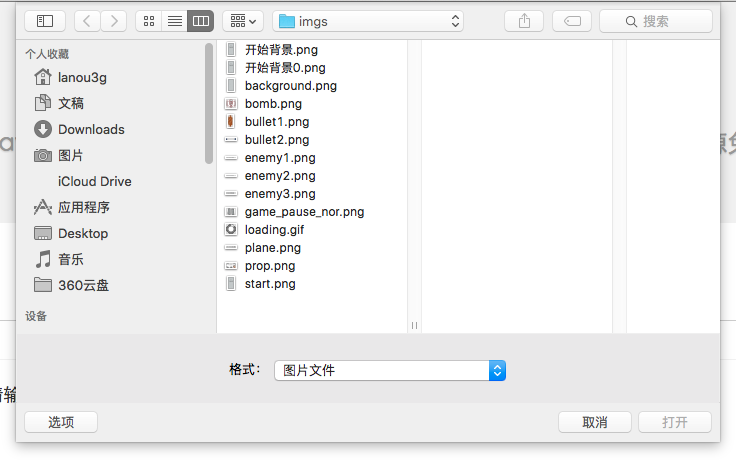 imgs
搜索
个人收藏
lanou3g
文稿
Downloads
图片
iCloud Drive
应用程序
Desktop
音乐
360云盘
设备
开始背景.png
开始背景0.png
background.png
bomb.png
bullet1.png
bullet2.png
enemy1.png
enemy2.png
enemy3.png
game_pause_nor.png
loading.gif
plane.png
prop.png
start.png
格式：
图片文件
选项
取消
打开